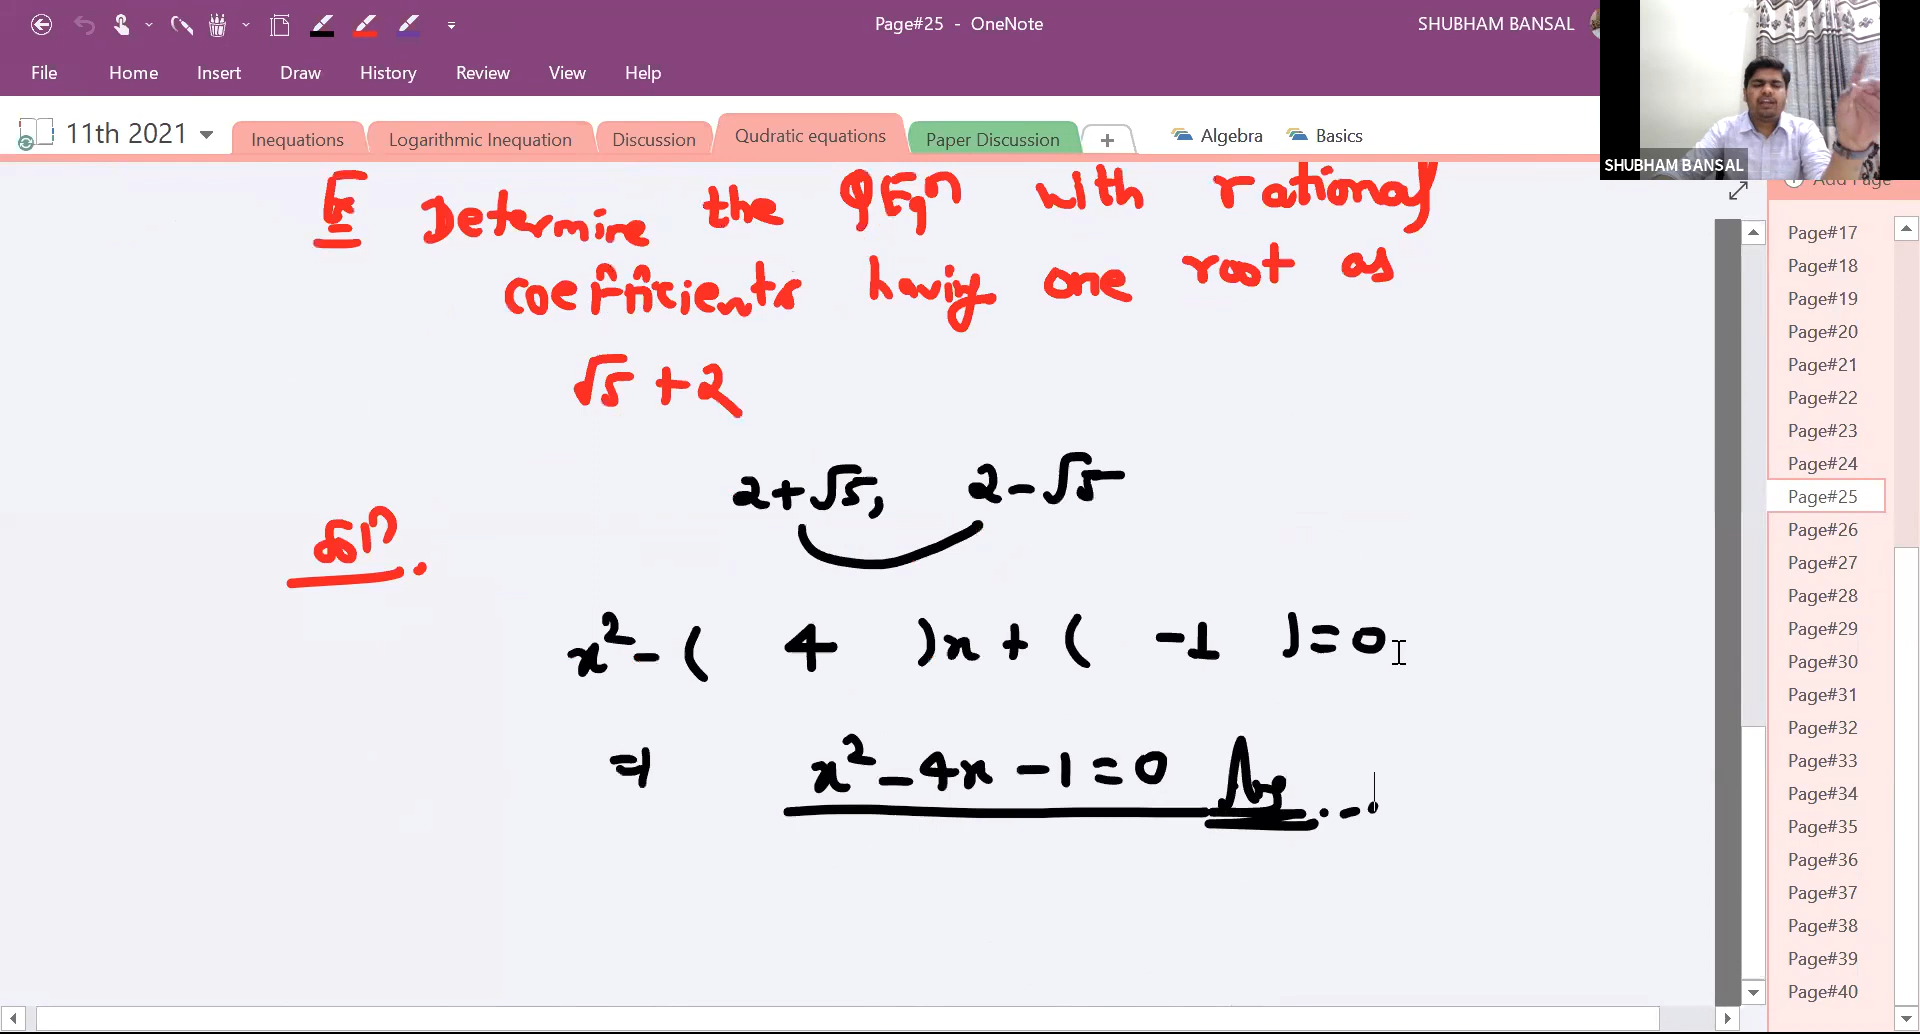 Page#25 - OneNote
SHUBHAM BANSAL
File Home Insert Draw History Review View Help
11th 2021
Inequations
Logarithmic Inequation
Discussion
Qudratic equations
Paper Discussion
+
Algebra
Basics
SHUBHAM BANSAL
Add Page
Ex Determine the QEqn with rational
coefficients having one root as
√5 + 2
2+√5, 2-√5
Soln.
x² - ( 4 )x + ( -1 ) = 0
⇒ x² - 4x - 1 = 0 Ans
Page#17
Page#18
Page#19
Page#20
Page#21
Page#22
Page#23
Page#24
Page#25
Page#26
Page#27
Page#28
Page#29
Page#30
Page#31
Page#32
Page#33
Page#34
Page#35
Page#36
Page#37
Page#38
Page#39
Page#40